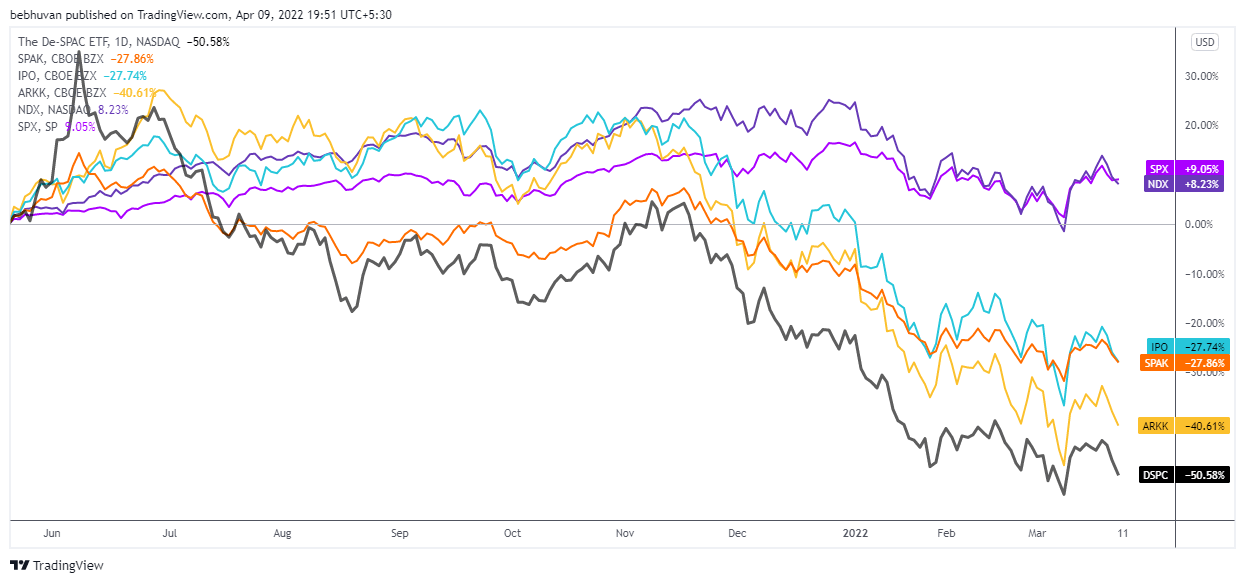 bebhuvan published on TradingView.com, Apr 09, 2022 19:51 UTC+5:30
The De-SPAC ETF, 1D, NASDAQ −50.58%
USD
SPAK, CBOE BZX −27.86%
IPO, CBOE BZX −27.74%
ARKK, CBOE BZX −40.61%
NDX, NASDAQ 8.23%
SPX, SP 9.05%
30.00%
20.00%
SPX +9.05%
NDX +8.23%
0.00%
−10.00%
−20.00%
IPO −27.74%
SPAK −27.86%
−30.00%
ARKK −40.61%
DSPC −50.58%
Jun Jul Aug Sep Oct Nov Dec 2022 Feb Mar 11
TradingView